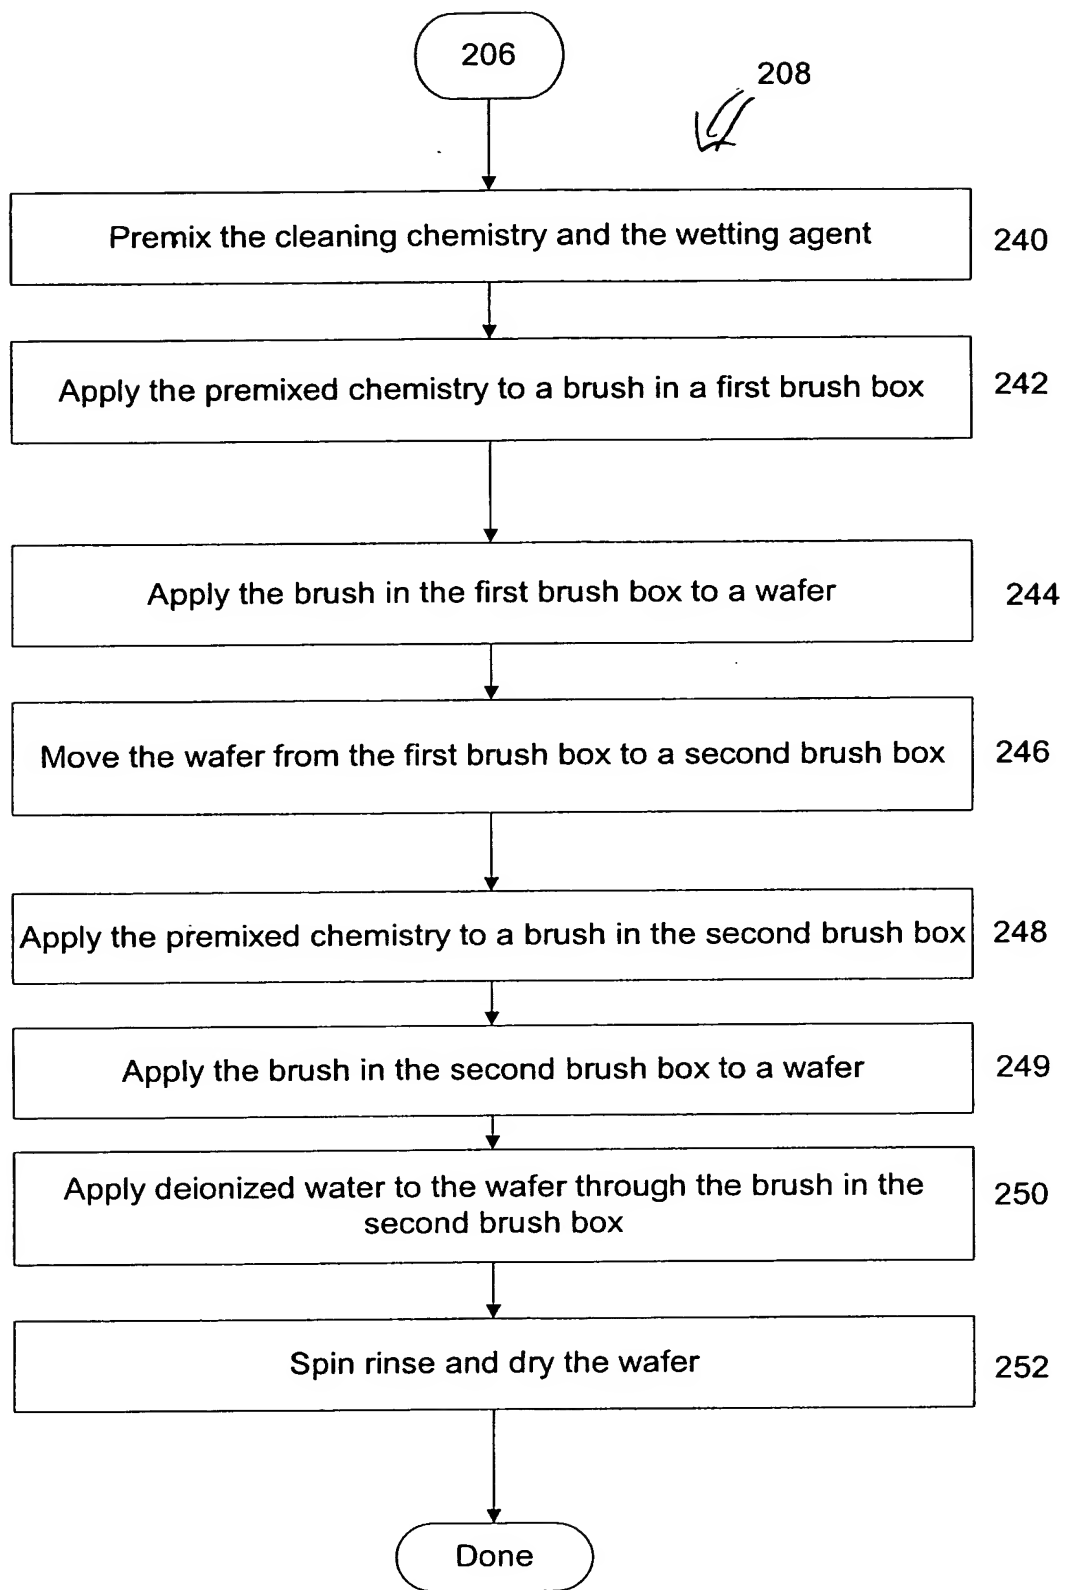 206
208
Premix the cleaning chemistry and the wetting agent
240
Apply the premixed chemistry to a brush in a first brush box
242
Apply the brush in the first brush box to a wafer
244
Move the wafer from the first brush box to a second brush box
246
Apply the premixed chemistry to a brush in the second brush box
248
Apply the brush in the second brush box to a wafer
249
Apply deionized water to the wafer through the brush in the
second brush box
250
Spin rinse and dry the wafer
252
Done